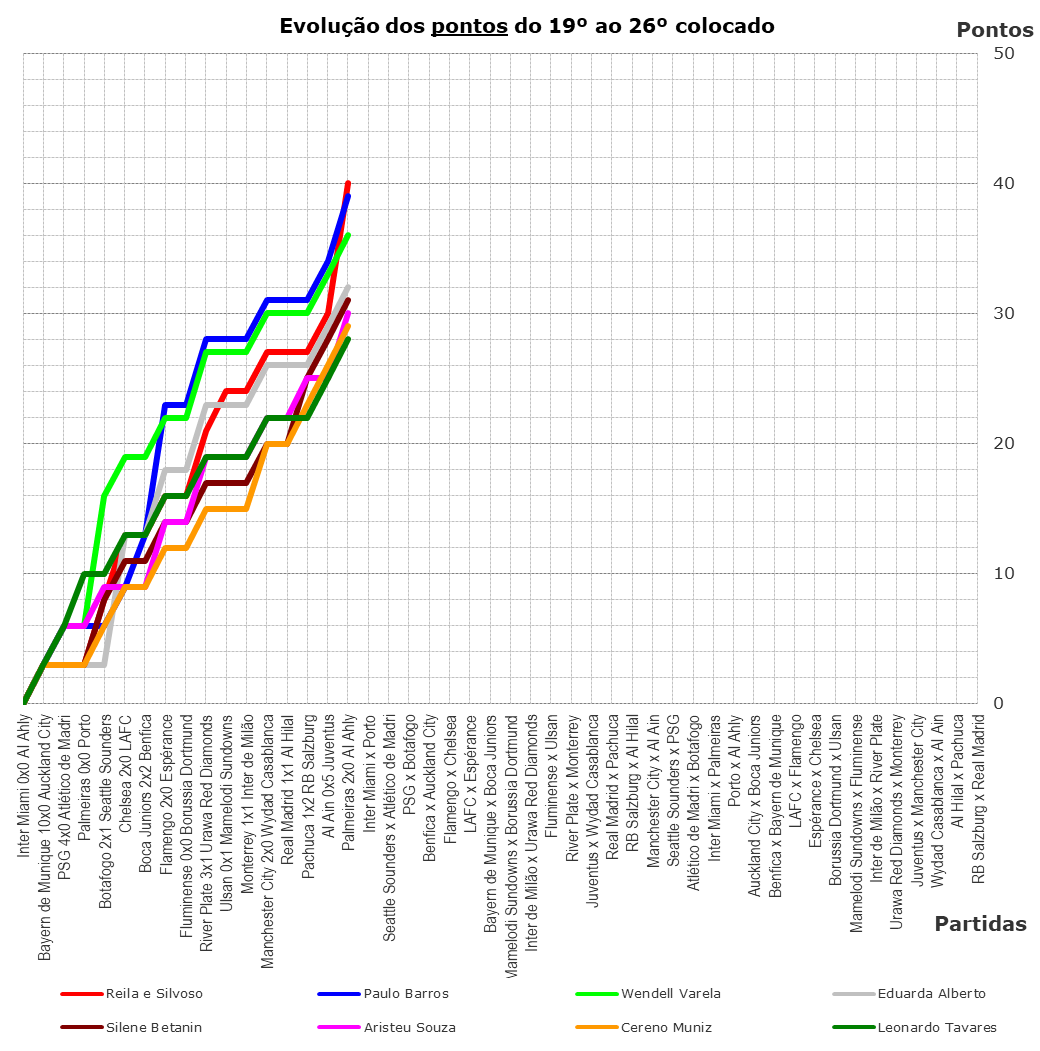 Evolução dos pontos do 19º ao 26º colocado
Pontos
50
40
30
20
10
0
Inter Miami 0x0 Al Ahly
Bayern de Munique 10x0 Auckland City
PSG 4x0 Atlético de Madri
Palmeiras 0x0 Porto
Botafogo 2x1 Seattle Sounders
Chelsea 2x0 LAFC
Boca Juniors 2x2 Benfica
Flamengo 2x0 Espérance
Fluminense 0x0 Borussia Dortmund
River Plate 3x1 Urawa Red Diamonds
Ulsan 0x1 Mamelodi Sundowns
Monterrey 1x1 Inter de Milão
Manchester City 2x0 Wydad Casablanca
Real Madrid 1x1 Al Hilal
Pachuca 1x2 RB Salzburg
Al Ain 0x5 Juventus
Palmeiras 2x0 Al Ahly
Inter Miami x Porto
Seattle Sounders x Atlético de Madri
PSG x Botafogo
Benfica x Auckland City
Flamengo x Chelsea
LAFC x Espérance
Bayern de Munique x Boca Juniors
Mamelodi Sundowns x Borussia Dortmund
Inter de Milão x Urawa Red Diamonds
Fluminense x Ulsan
River Plate x Monterrey
Juventus x Wydad Casablanca
Real Madrid x Pachuca
RB Salzburg x Al Hilal
Manchester City x Al Ain
Seattle Sounders x PSG
Atlético de Madri x Botafogo
Inter Miami x Palmeiras
Porto x Al Ahly
Auckland City x Boca Juniors
Benfica x Bayern de Munique
LAFC x Flamengo
Espérance x Chelsea
Borussia Dortmund x Ulsan
Mamelodi Sundowns x Fluminense
Inter de Milão x River Plate
Urawa Red Diamonds x Monterrey
Juventus x Manchester City
Wydad Casablanca x Al Ain
Al Hilal x Pachuca
RB Salzburg x Real Madrid
Partidas
Reila e Silvoso
Paulo Barros
Wendell Varela
Eduarda Alberto
Silene Betanin
Aristeu Souza
Cereno Muniz
Leonardo Tavares